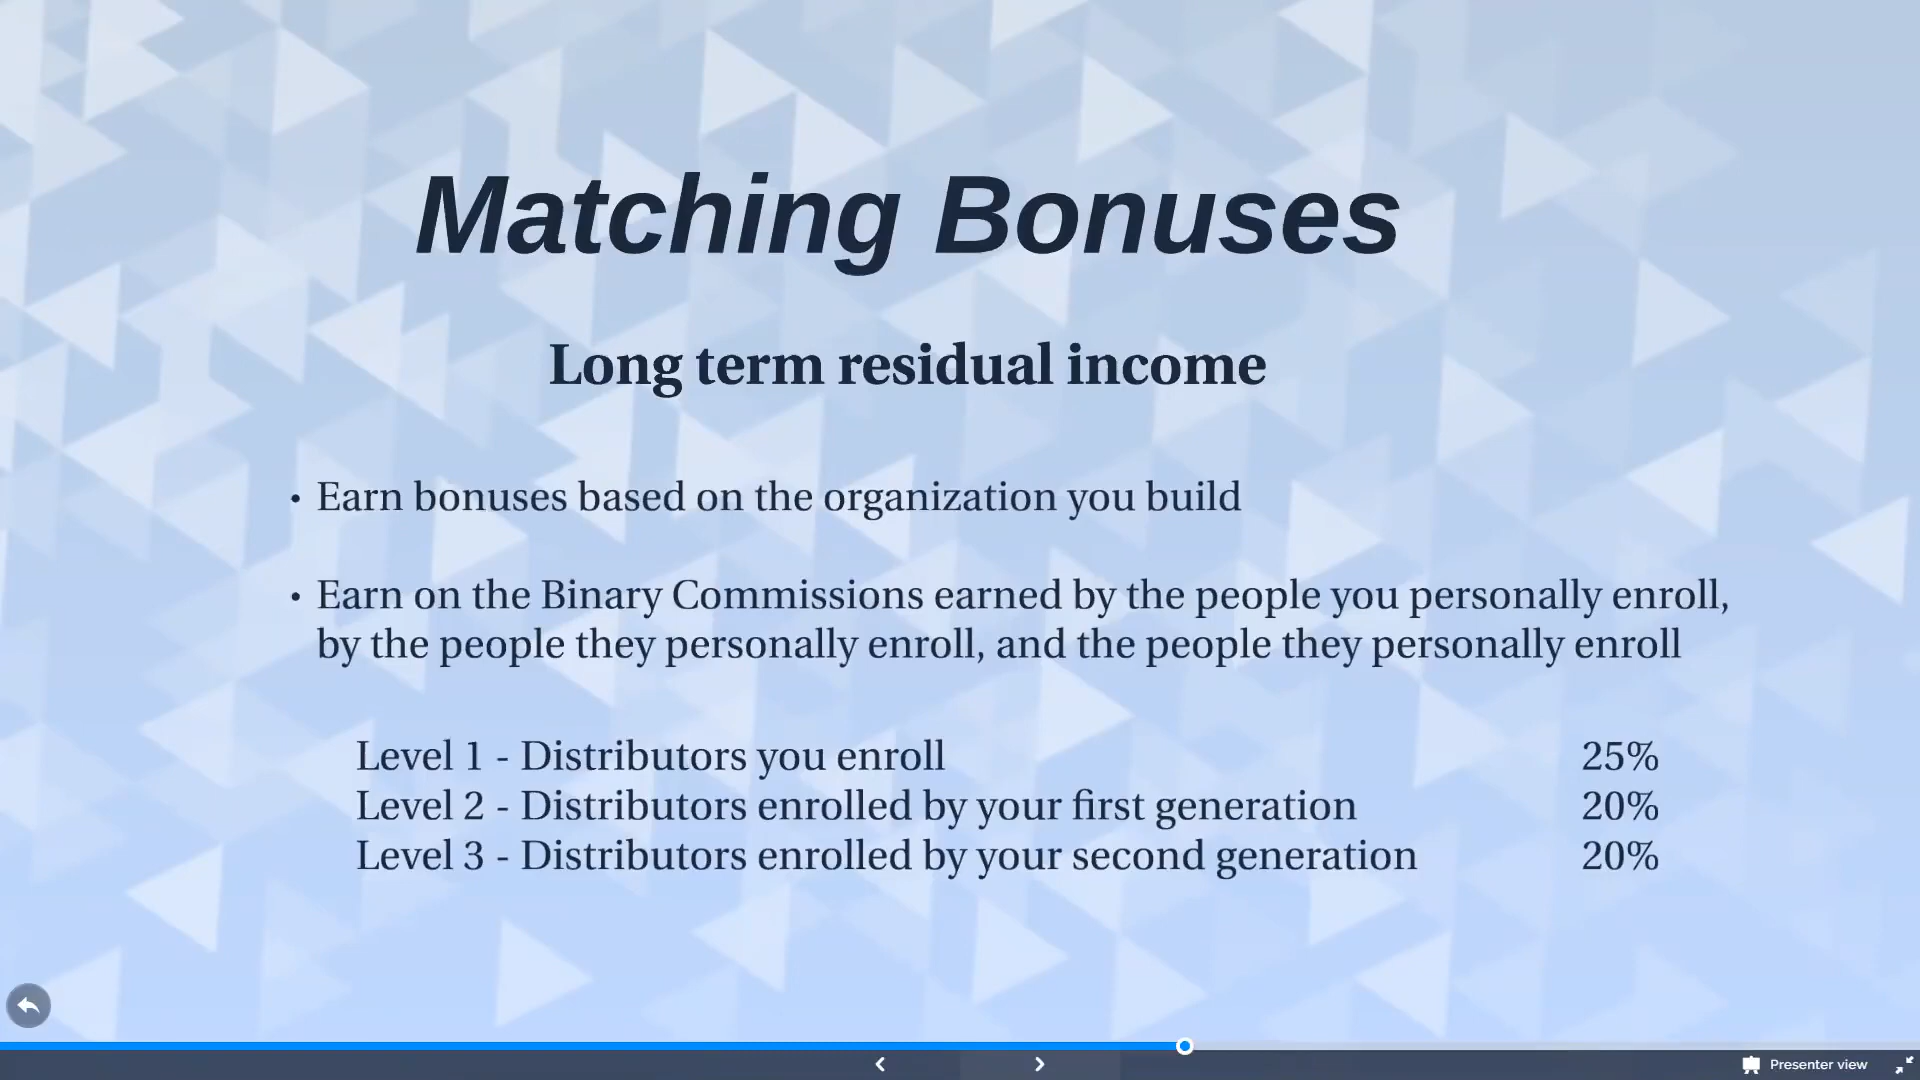 Matching Bonuses
Long term residual income
• Earn bonuses based on the organization you build
• Earn on the Binary Commissions earned by the people you personally enroll,
by the people they personally enroll, and the people they personally enroll
Level 1 - Distributors you enroll 25%
Level 2 - Distributors enrolled by your first generation 20%
Level 3 - Distributors enrolled by your second generation 20%
Presenter view